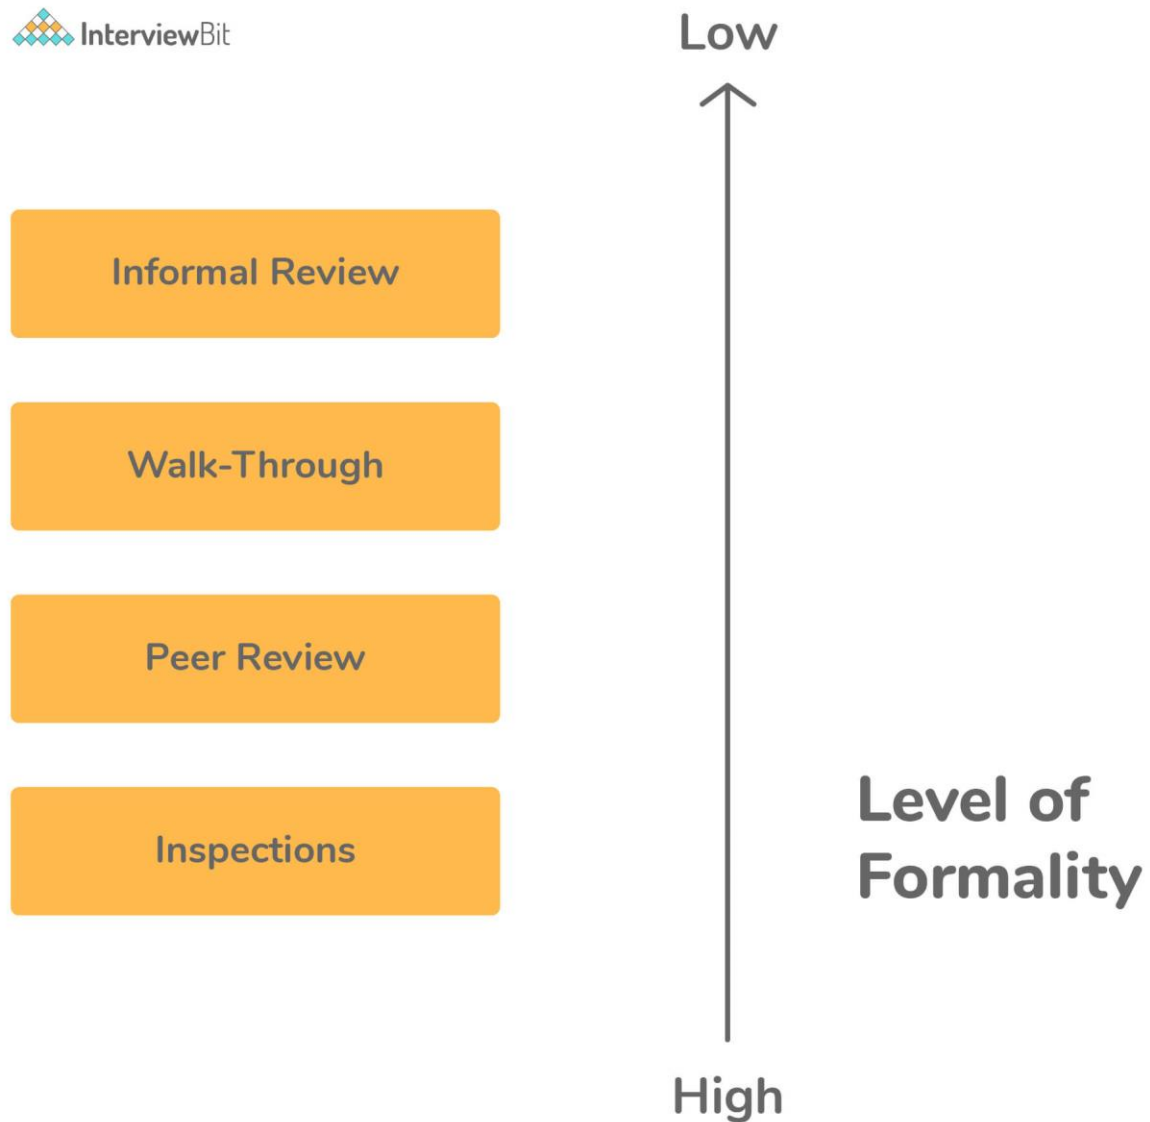 InterviewBit
Low
Informal Review
Walk-Through
Peer Review
Inspections
Level of
Formality
High